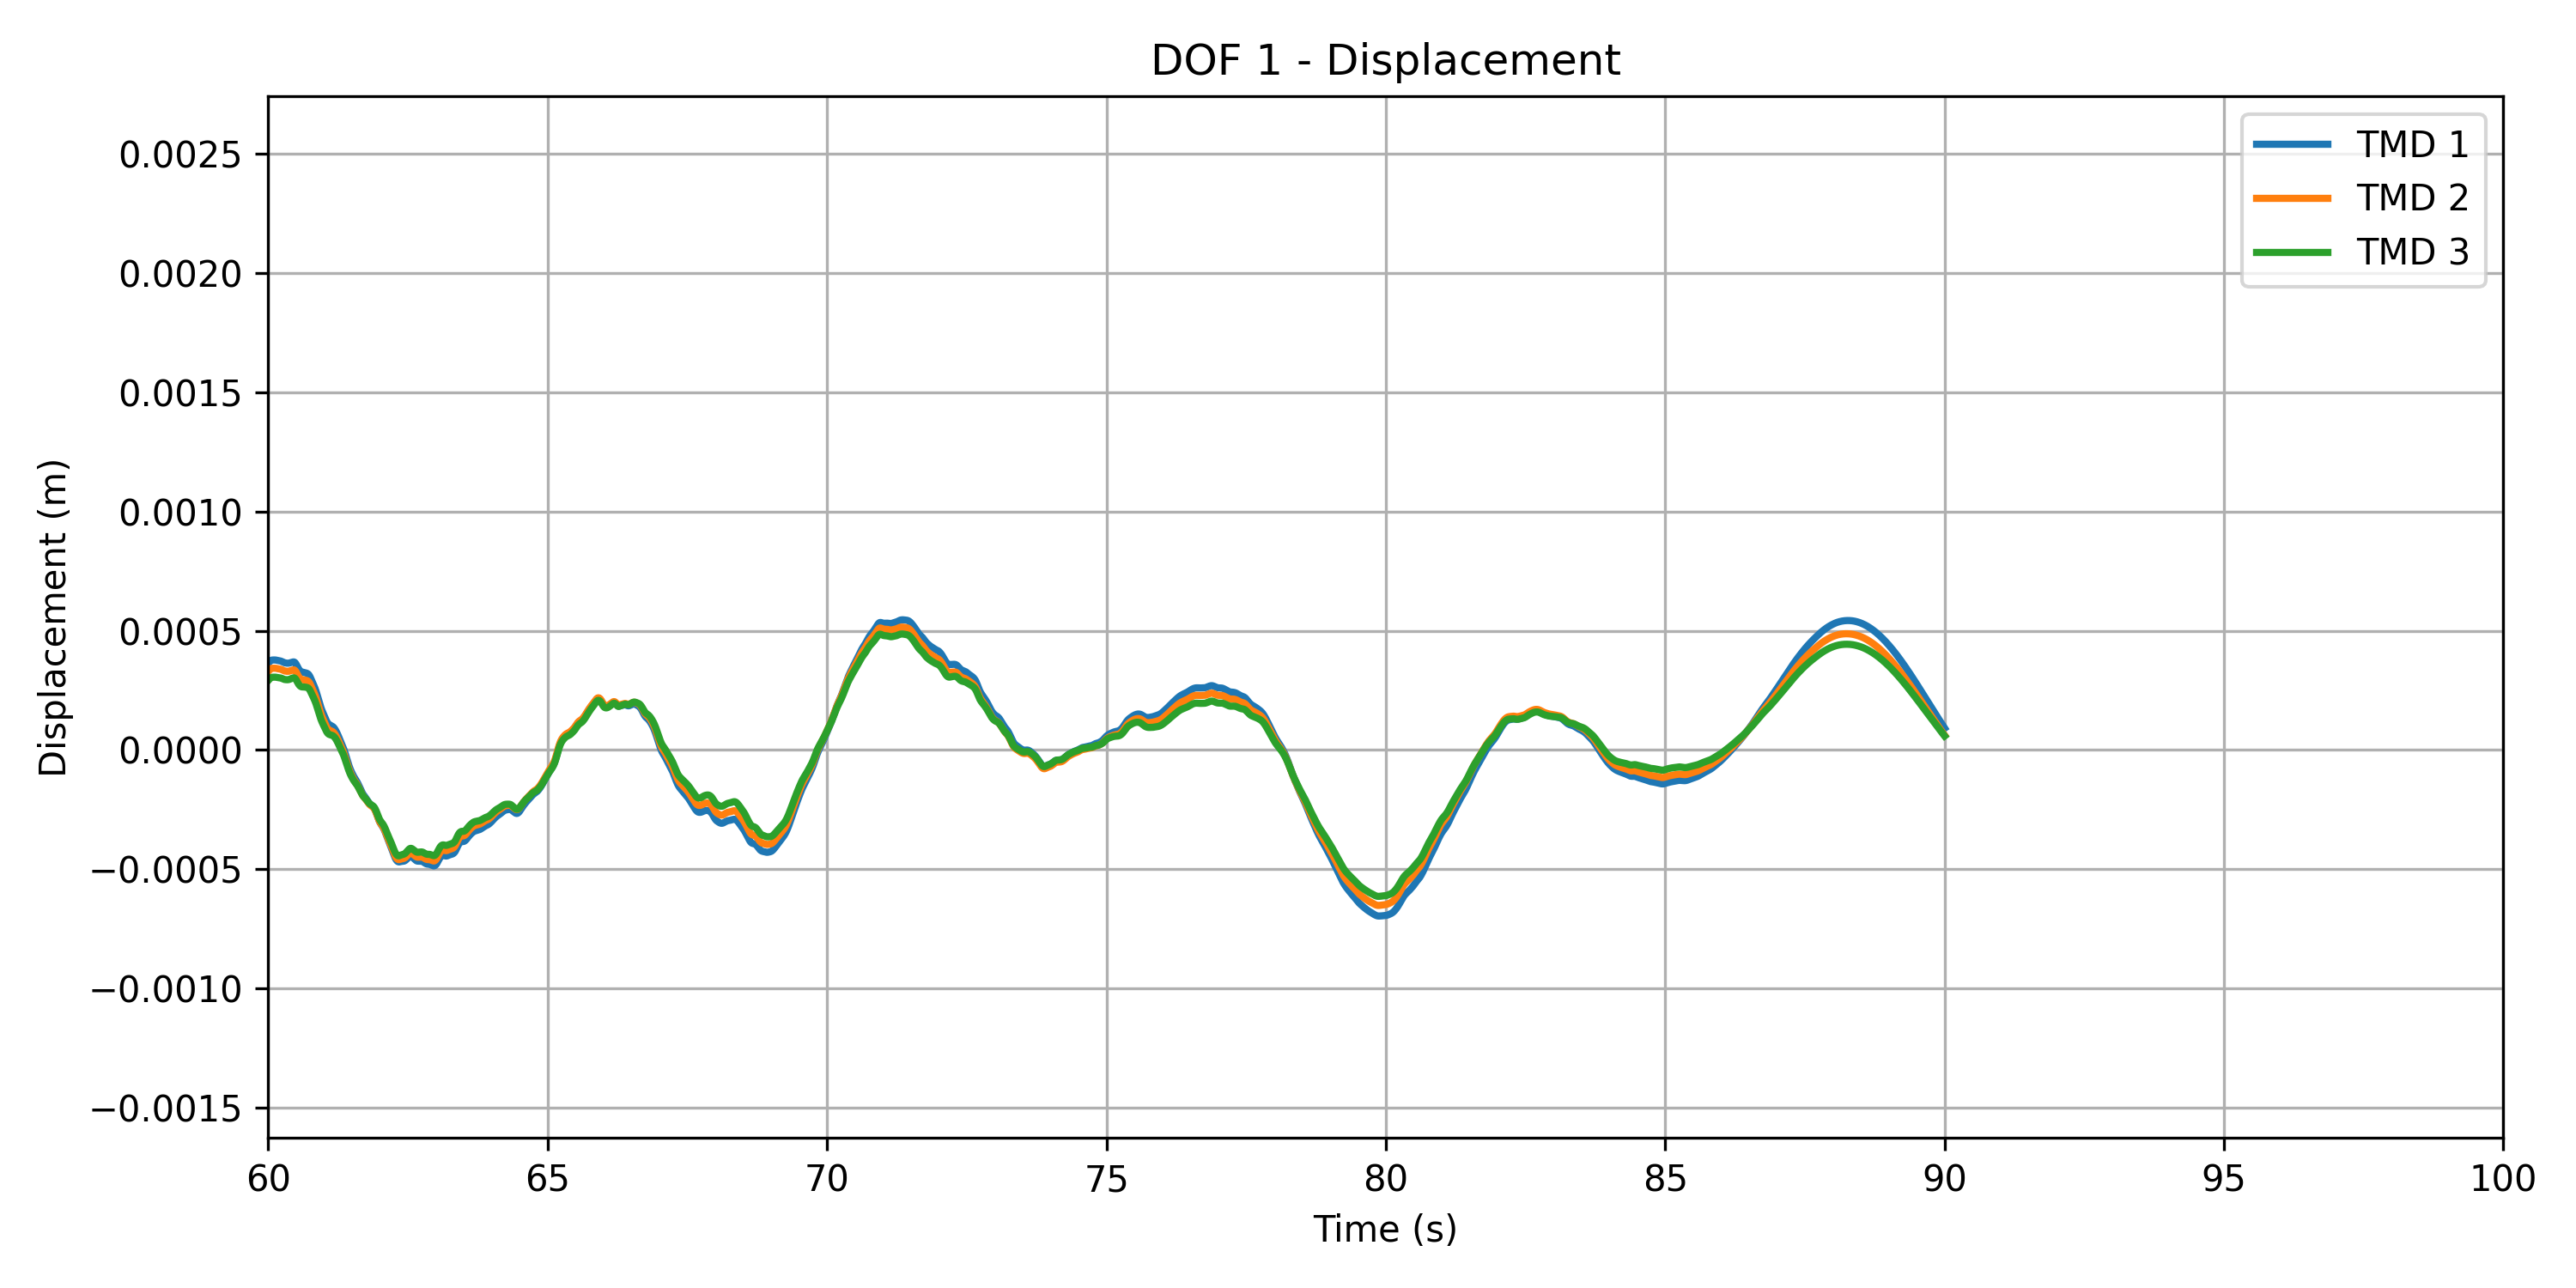 DOF 1 - Displacement
TMD 1
TMD 2
TMD 3
Displacement (m)
0.0025
0.0020
0.0015
0.0010
0.0005
0.0000
−0.0005
−0.0010
−0.0015
60 65 70 75 80 85 90 95 100
Time (s)